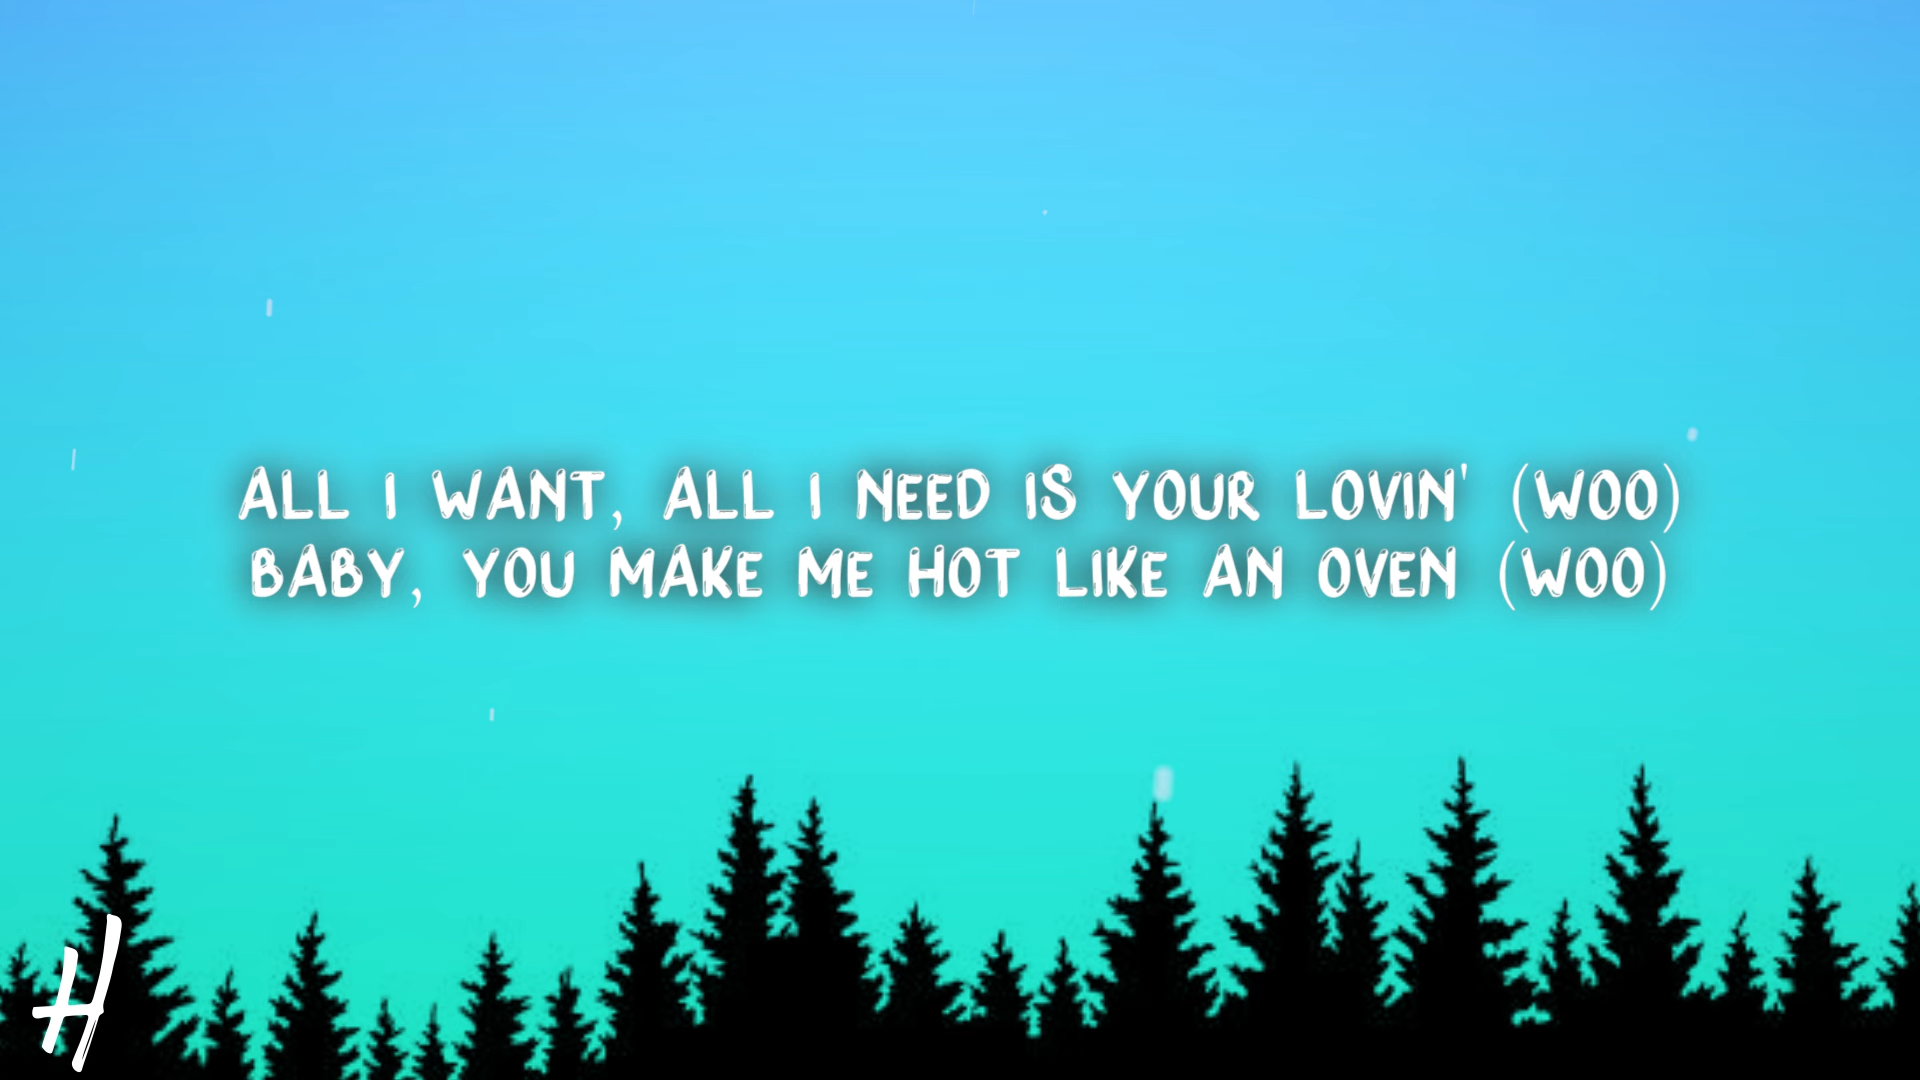 ALL I WANT, ALL I NEED IS YOUR LOVIN' (WOO)
BABY, YOU MAKE ME HOT LIKE AN OVEN (WOO)
H